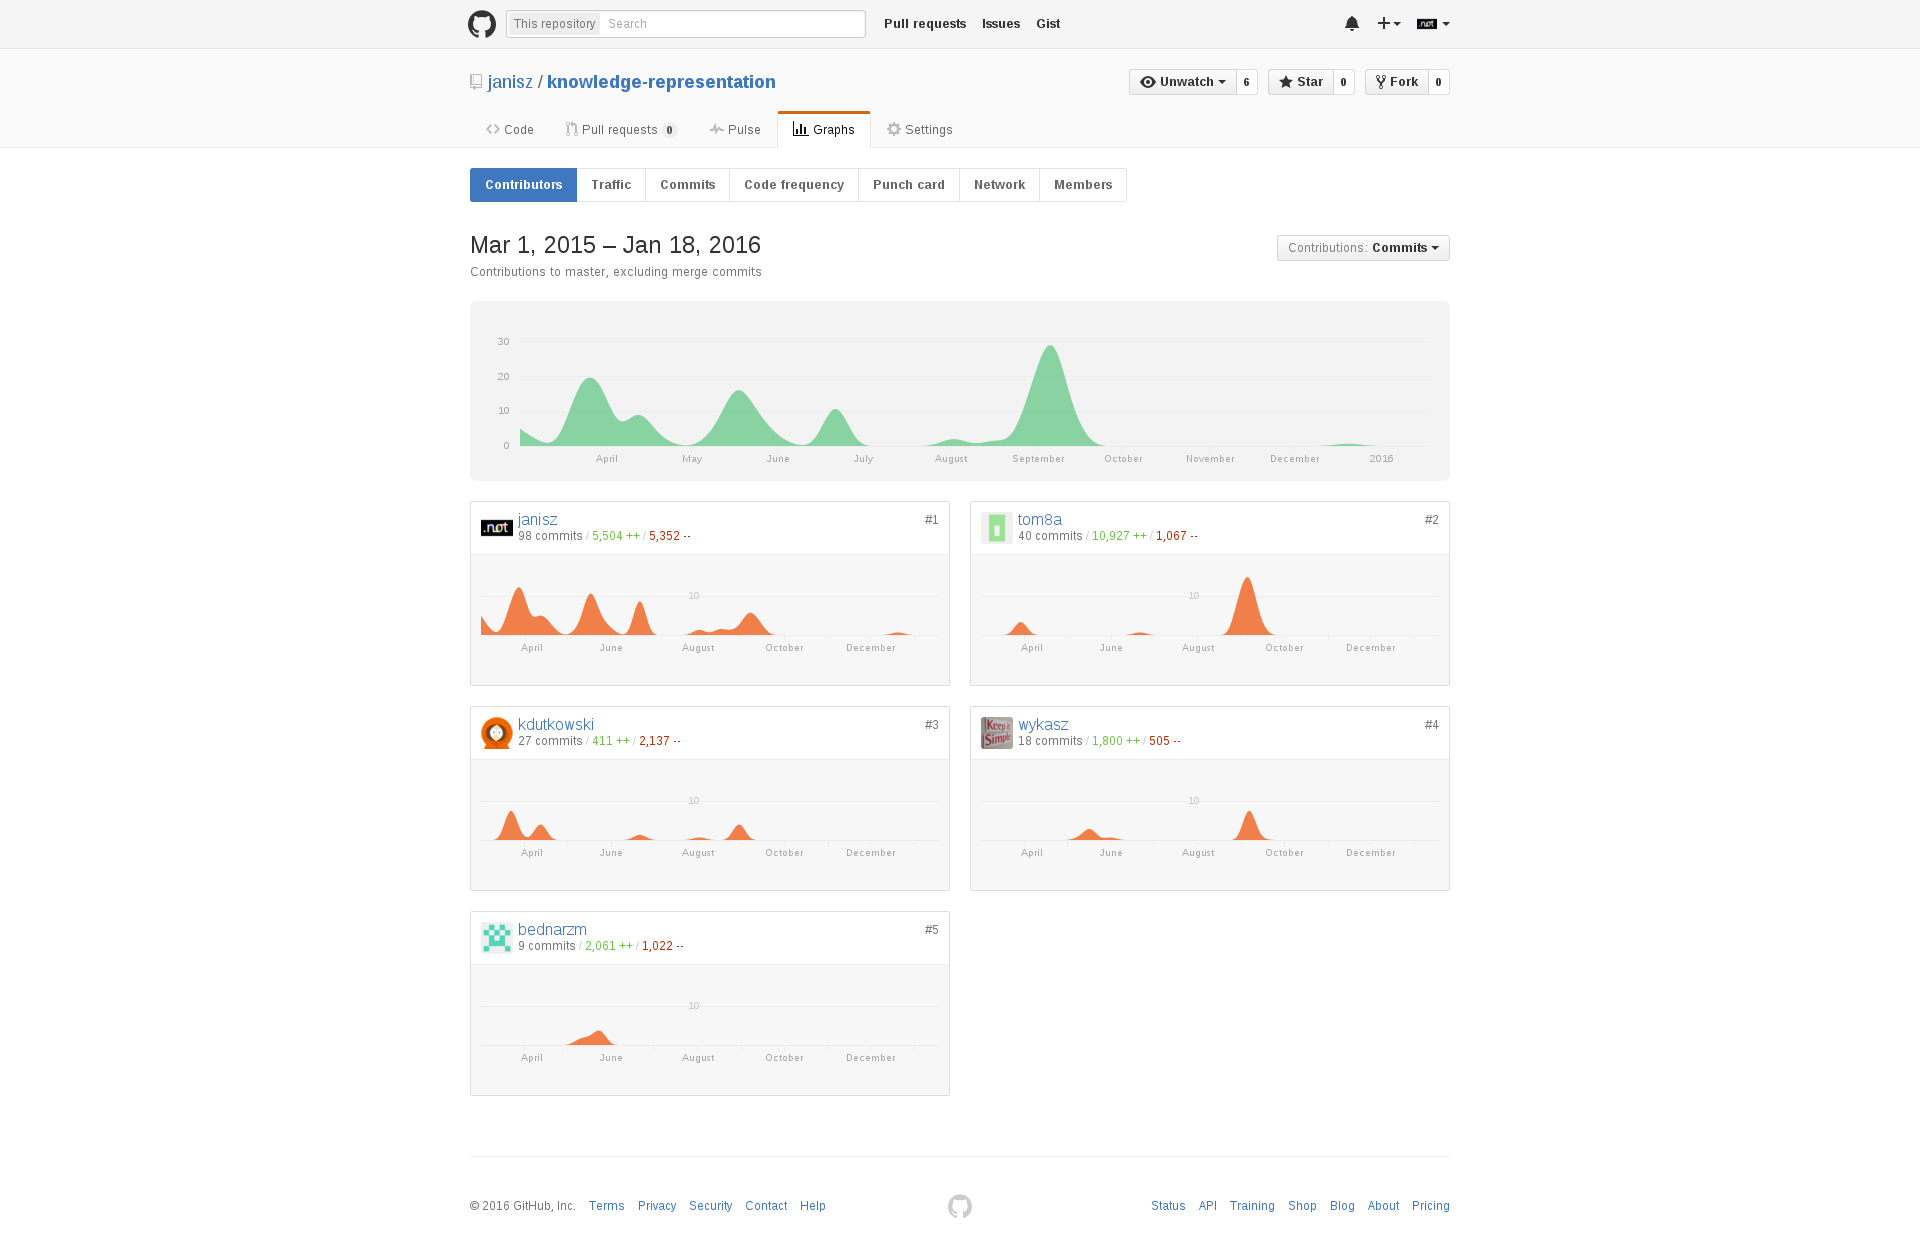 This repository Search Pull requests Issues Gist .not
janisz / knowledge-representation Unwatch 6 Star 0 Fork 0
Code Pull requests 0 Pulse Graphs Settings
Contributors Traffic Commits Code frequency Punch card Network Members
Mar 1, 2015 – Jan 18, 2016 Contributions: Commits
Contributions to master, excluding merge commits
30
20
10
0
April May June July August September October November December 2016
.not janisz #1
98 commits / 5,504 ++ / 5,352 --
10
April June August October December
tom8a #2
40 commits / 10,927 ++ / 1,067 --
10
April June August October December
kdutkowski #3
27 commits / 411 ++ / 2,137 --
10
April June August October December
Keep it
Simple
wykasz #4
18 commits / 1,800 ++ / 505 --
10
April June August October December
bednarzm #5
9 commits / 2,061 ++ / 1,022 --
10
April June August October December
© 2016 GitHub, Inc. Terms Privacy Security Contact Help Status API Training Shop Blog About Pricing